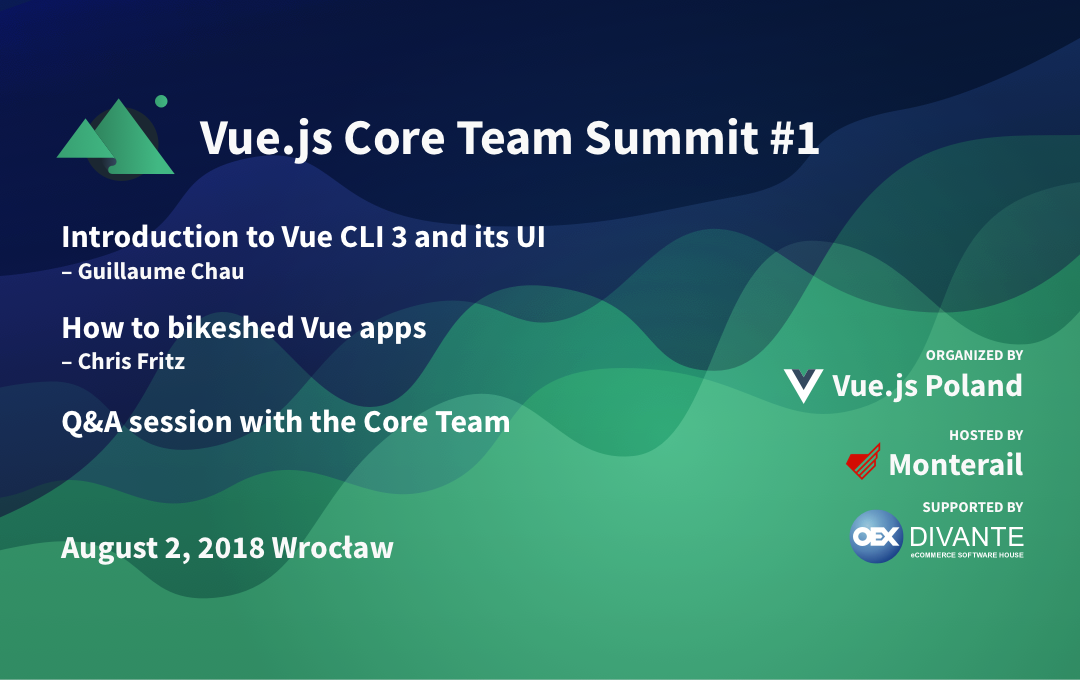 Vue.js Core Team Summit #1
Introduction to Vue CLI 3 and its UI
– Guillaume Chau
How to bikeshed Vue apps
– Chris Fritz
Q&A session with the Core Team
August 2, 2018 Wrocław
ORGANIZED BY
Vue.js Poland
HOSTED BY
Monterail
SUPPORTED BY
OEX DIVANTE
eCOMMERCE SOFTWARE HOUSE